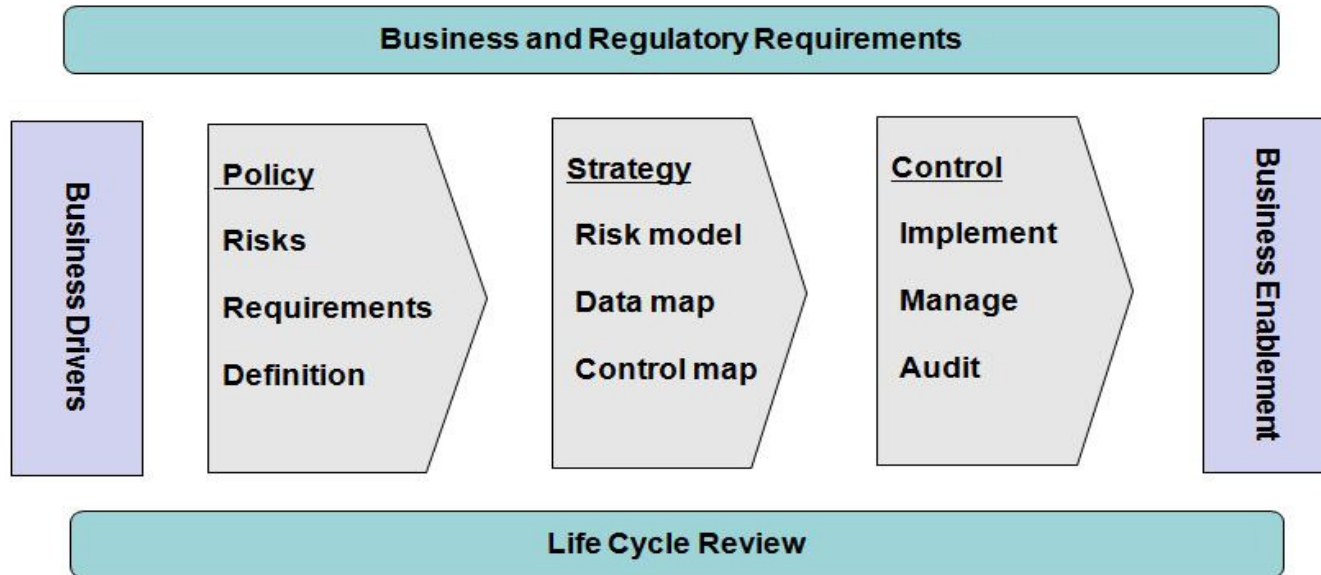 Business and Regulatory Requirements
Business Drivers
Policy
Risks
Requirements
Definition
Strategy
Risk model
Data map
Control map
Control
Implement
Manage
Audit
Business Enablement
Life Cycle Review